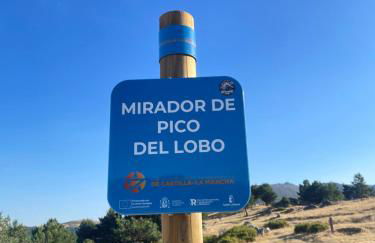 MIRADOR DE
PICO
DEL LOBO
DE CASTILLA-LA MANCHA